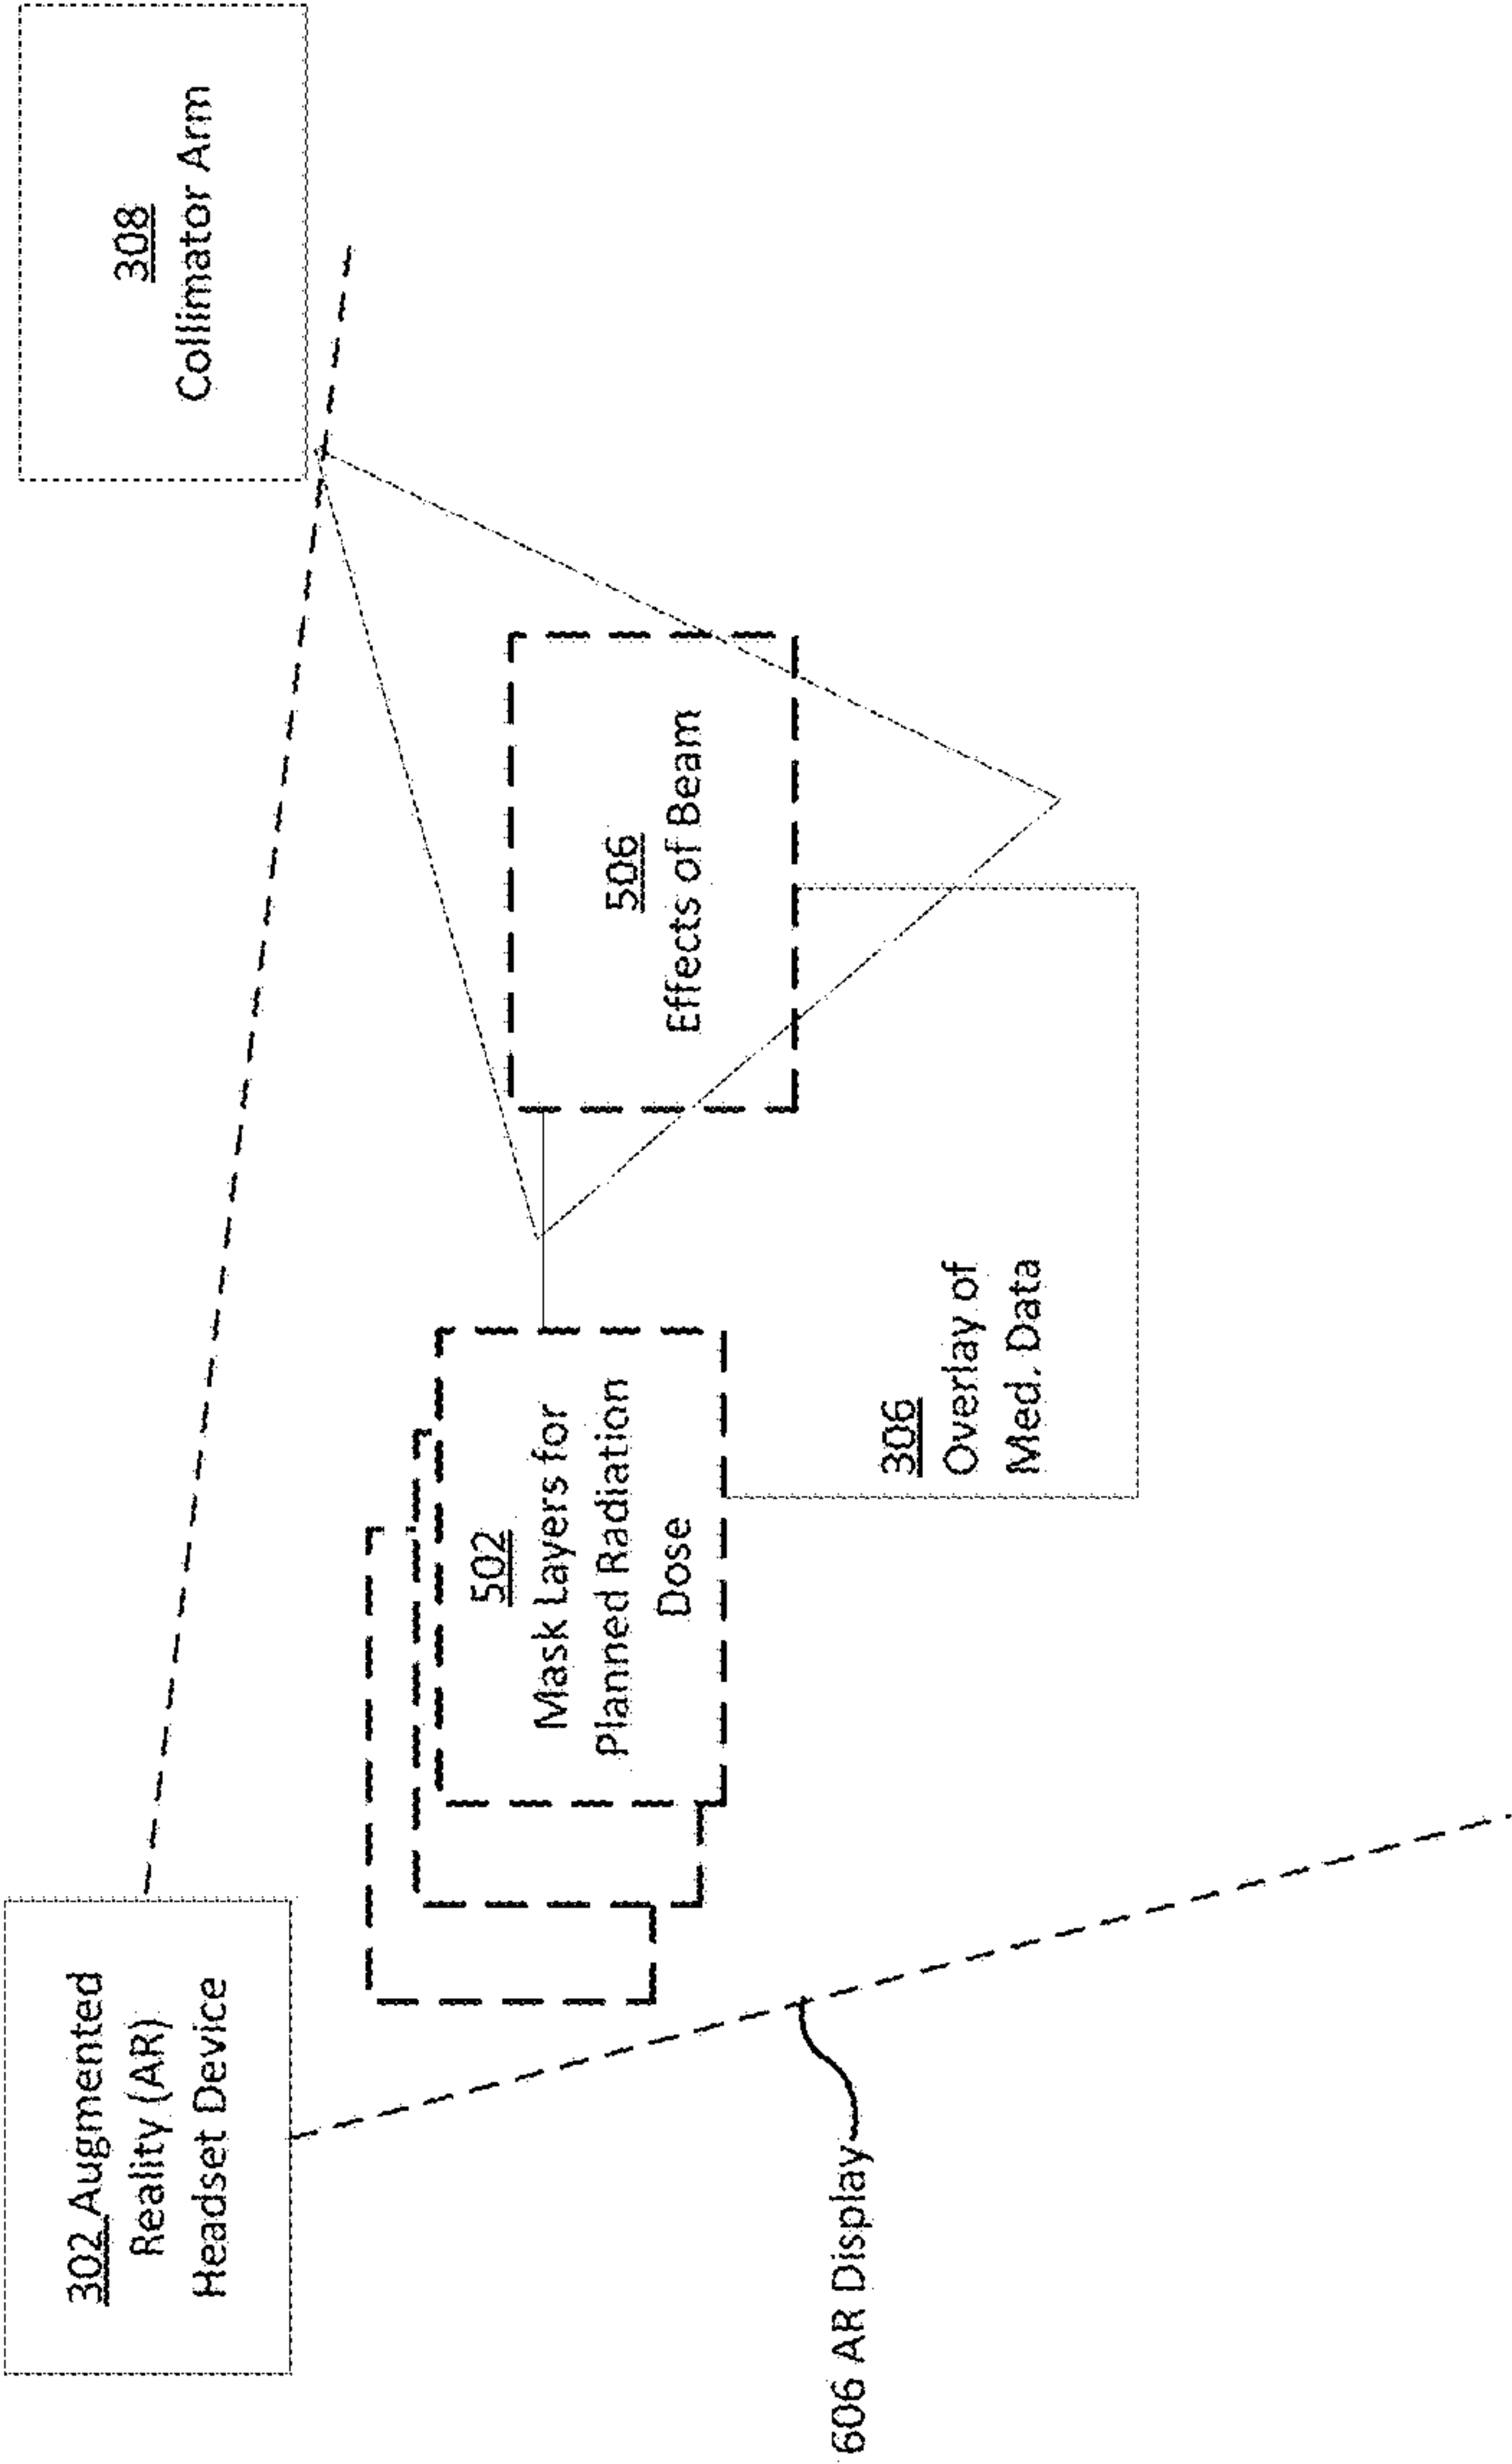 302 Augmented
Reality (AR)
Headset Device
308
Collimator Arm
502
Mask Layers for
Planned Radiation
Dose
506
Effects of Beam
306
Overlay of
Med. Data
606 AR Display